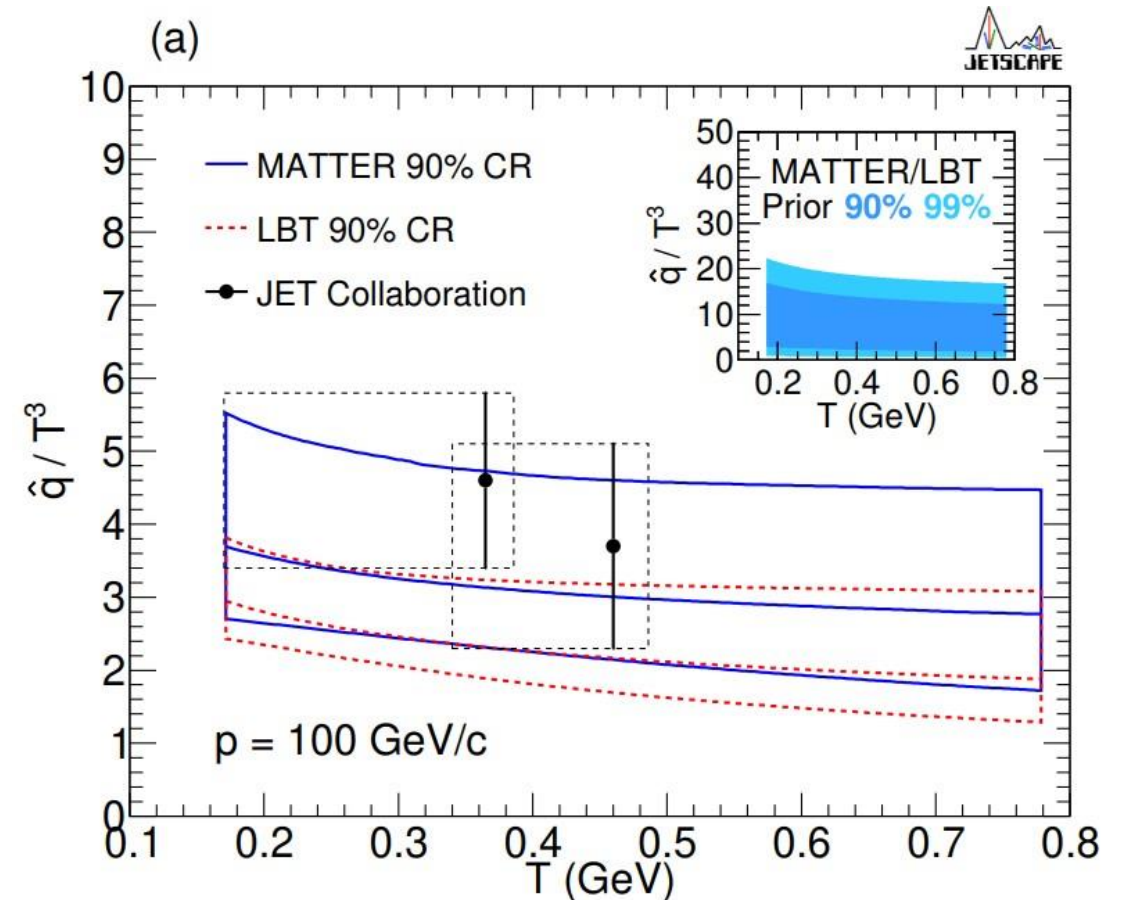 (a)
JETSCAPE
10
9
8
7
6
5
4
3
2
1
0
q̂ / T³
MATTER 90% CR
LBT 90% CR
JET Collaboration
p = 100 GeV/c
0.1 0.2 0.3 0.4 0.5 0.6 0.7 0.8
T (GeV)
50
40
30
20
10
0
q̂ / T³
MATTER/LBT
Prior 90% 99%
0.2 0.4 0.6 0.8
T (GeV)